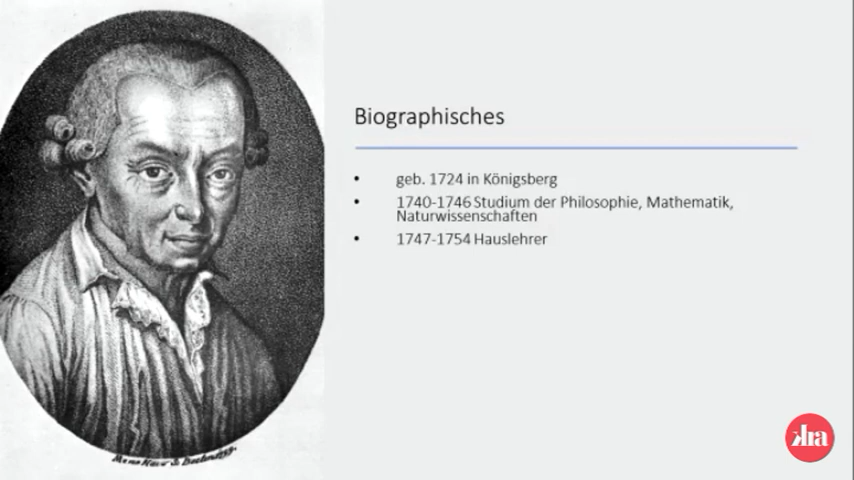 Biographisches
• geb. 1724 in Königsberg
• 1740-1746 Studium der Philosophie, Mathematik,
Naturwissenschaften
• 1747-1754 Hauslehrer